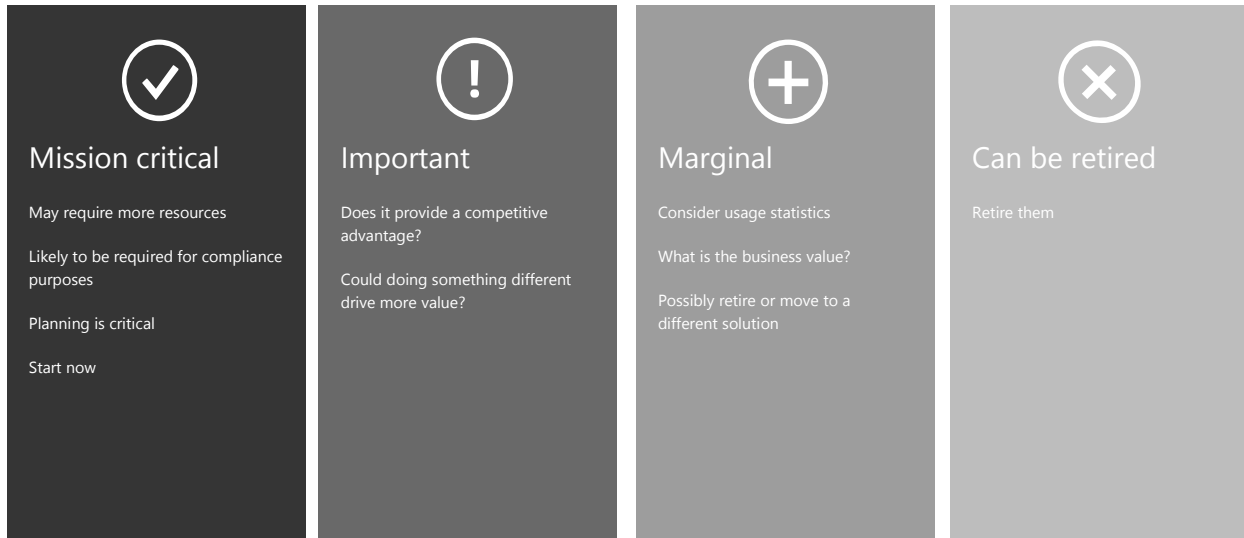 Mission critical
May require more resources
Likely to be required for compliance
purposes
Planning is critical
Start now
Important
Does it provide a competitive
advantage?
Could doing something different
drive more value?
Marginal
Consider usage statistics
What is the business value?
Possibly retire or move to a
different solution
Can be retired
Retire them